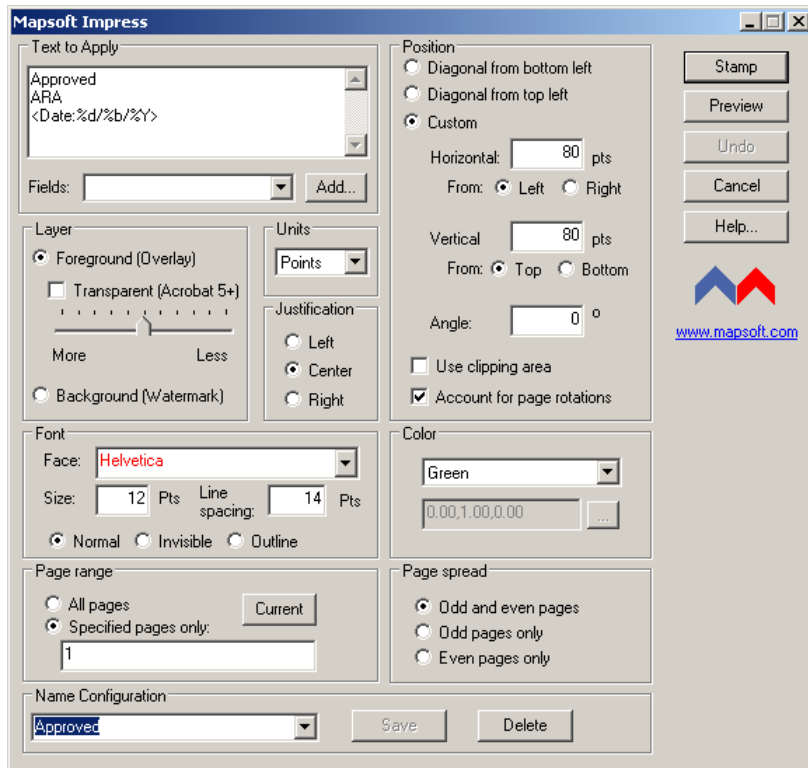 Mapsoft Impress
Text to Apply
Approved
ARA
<Date:%d/%b/%Y>
Fields:
Add...
Layer
Foreground (Overlay)
Transparent (Acrobat 5+)
More Less
Background (Watermark)
Units
Points
Justification
Left
Center
Right
Position
Diagonal from bottom left
Diagonal from top left
Custom
Horizontal: 80 pts
From: Left Right
Vertical 80 pts
From: Top Bottom
Angle: 0 o
Use clipping area
Account for page rotations
Stamp
Preview
Undo
Cancel
Help...
www.mapsoft.com
Font
Face: Helvetica
Size: 12 Pts Line spacing: 14 Pts
Normal Invisible Outline
Color
Green
0.00,1.00,0.00 ...
Page range
All pages
Current
Specified pages only:
1
Page spread
Odd and even pages
Odd pages only
Even pages only
Name Configuration
Approved Save Delete